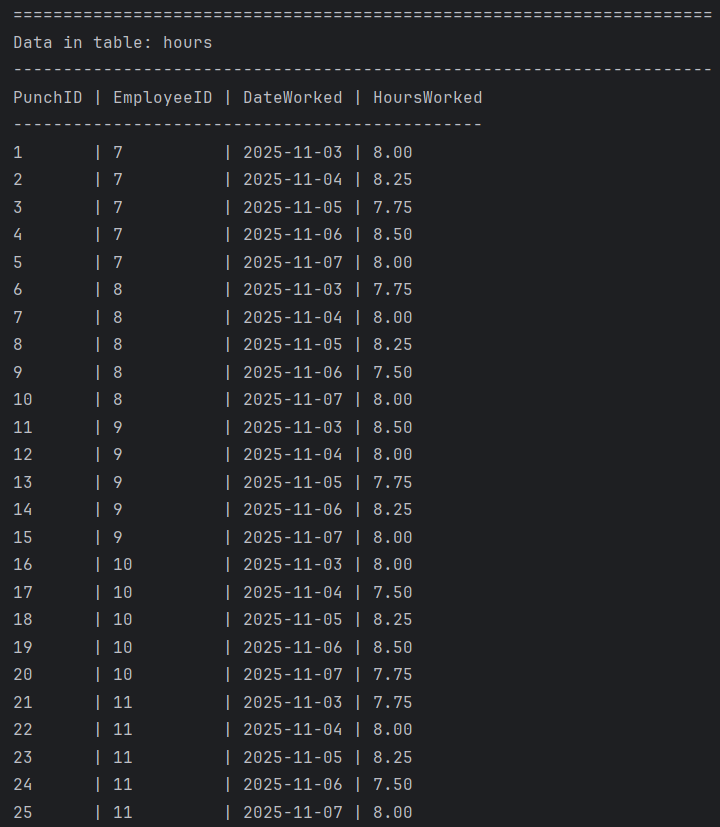 ======================================================================
Data in table: hours
----------------------------------------------------------------------
PunchID | EmployeeID | DateWorked | HoursWorked
-----------------------------------------------
1       | 7          | 2025-11-03 | 8.00
2       | 7          | 2025-11-04 | 8.25
3       | 7          | 2025-11-05 | 7.75
4       | 7          | 2025-11-06 | 8.50
5       | 7          | 2025-11-07 | 8.00
6       | 8          | 2025-11-03 | 7.75
7       | 8          | 2025-11-04 | 8.00
8       | 8          | 2025-11-05 | 8.25
9       | 8          | 2025-11-06 | 7.50
10      | 8          | 2025-11-07 | 8.00
11      | 9          | 2025-11-03 | 8.50
12      | 9          | 2025-11-04 | 8.00
13      | 9          | 2025-11-05 | 7.75
14      | 9          | 2025-11-06 | 8.25
15      | 9          | 2025-11-07 | 8.00
16      | 10         | 2025-11-03 | 8.00
17      | 10         | 2025-11-04 | 7.50
18      | 10         | 2025-11-05 | 8.25
19      | 10         | 2025-11-06 | 8.50
20      | 10         | 2025-11-07 | 7.75
21      | 11         | 2025-11-03 | 7.75
22      | 11         | 2025-11-04 | 8.00
23      | 11         | 2025-11-05 | 8.25
24      | 11         | 2025-11-06 | 7.50
25      | 11         | 2025-11-07 | 8.00